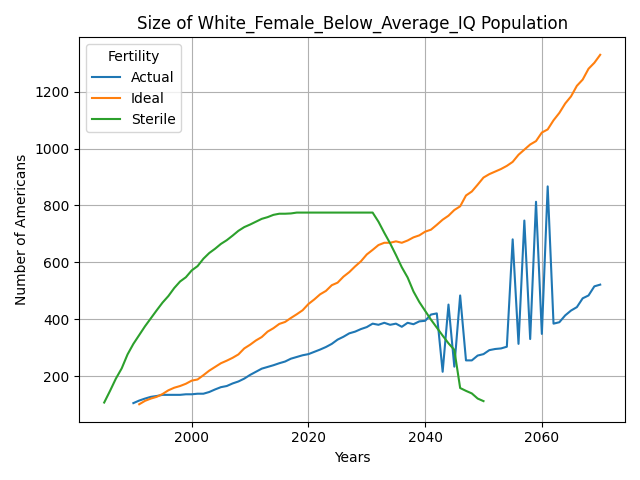 Size of White_Female_Below_Average_IQ Population
Fertility
Actual
Ideal
Sterile
Number of Americans
1200
1000
800
600
400
200
2000
2020
2040
2060
Years